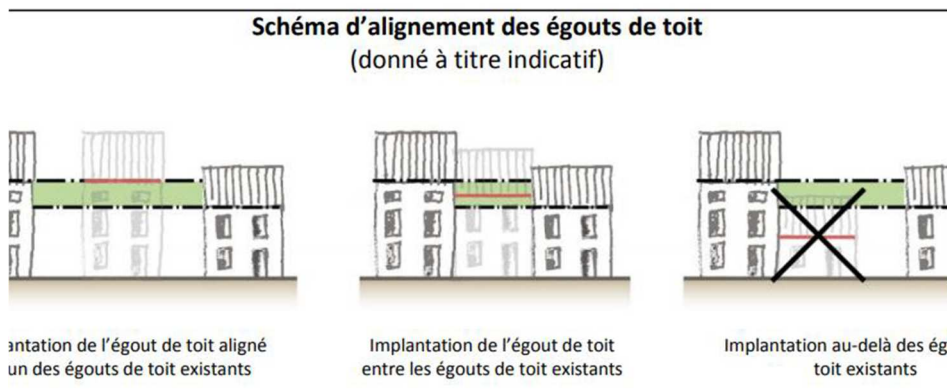 Schéma d'alignement des égouts de toit
(donné à titre indicatif)
antation de l'égout de toit aligné
un des égouts de toit existants
Implantation de l'égout de toit
entre les égouts de toit existants
Implantation au-delà des ég
toit existants